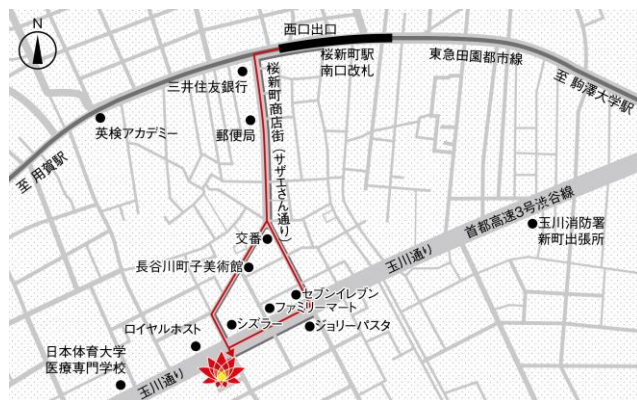 N
西口出口
桜新町駅
南口改札
東急田園都市線
至 駒澤大学駅
三井住友銀行
英検アカデミー
郵便局
桜新町商店街(サザエさん通り)
至 用賀駅
首都高速3号渋谷線
玉川消防署
新町出張所
交番
玉川通り
長谷川町子美術館
セブンイレブン
ファミリーマート
シズラー
ジョリーパスタ
ロイヤルホスト
日本体育大学
医療専門学校
玉川通り